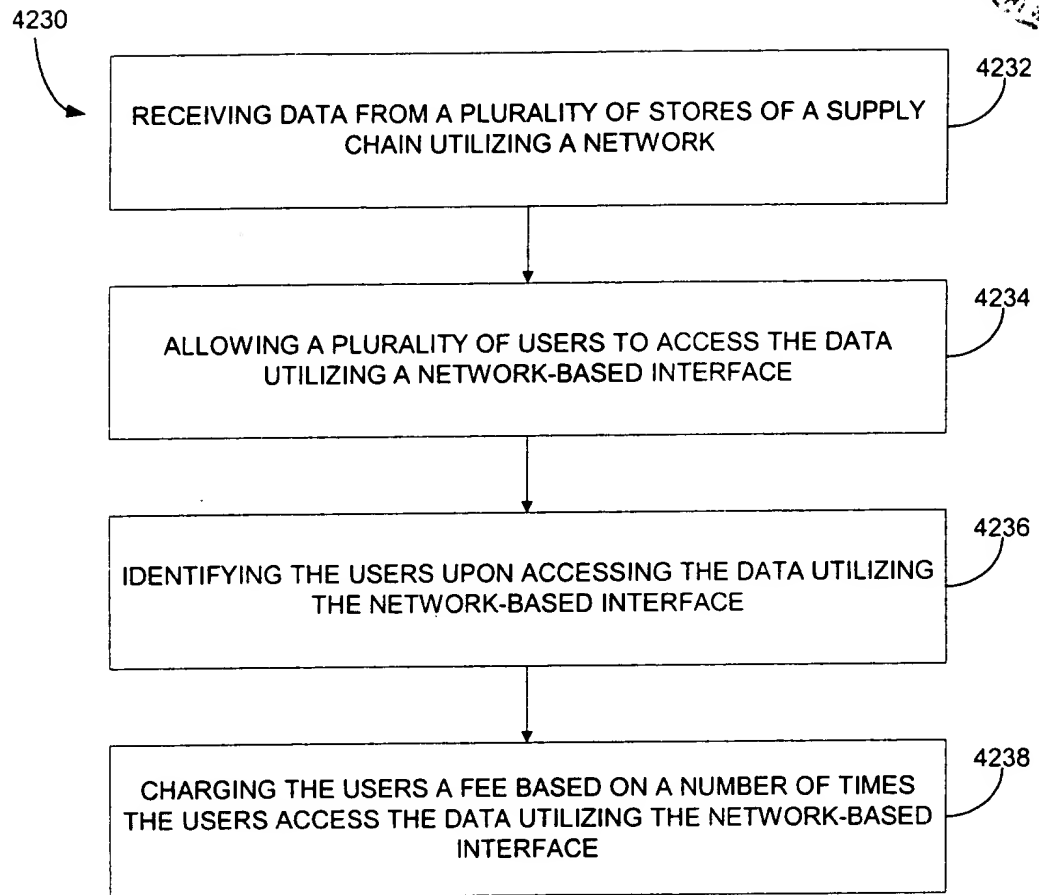 4230
4232
RECEIVING DATA FROM A PLURALITY OF STORES OF A SUPPLY
CHAIN UTILIZING A NETWORK
4234
ALLOWING A PLURALITY OF USERS TO ACCESS THE DATA
UTILIZING A NETWORK-BASED INTERFACE
4236
IDENTIFYING THE USERS UPON ACCESSING THE DATA UTILIZING
THE NETWORK-BASED INTERFACE
4238
CHARGING THE USERS A FEE BASED ON A NUMBER OF TIMES
THE USERS ACCESS THE DATA UTILIZING THE NETWORK-BASED
INTERFACE